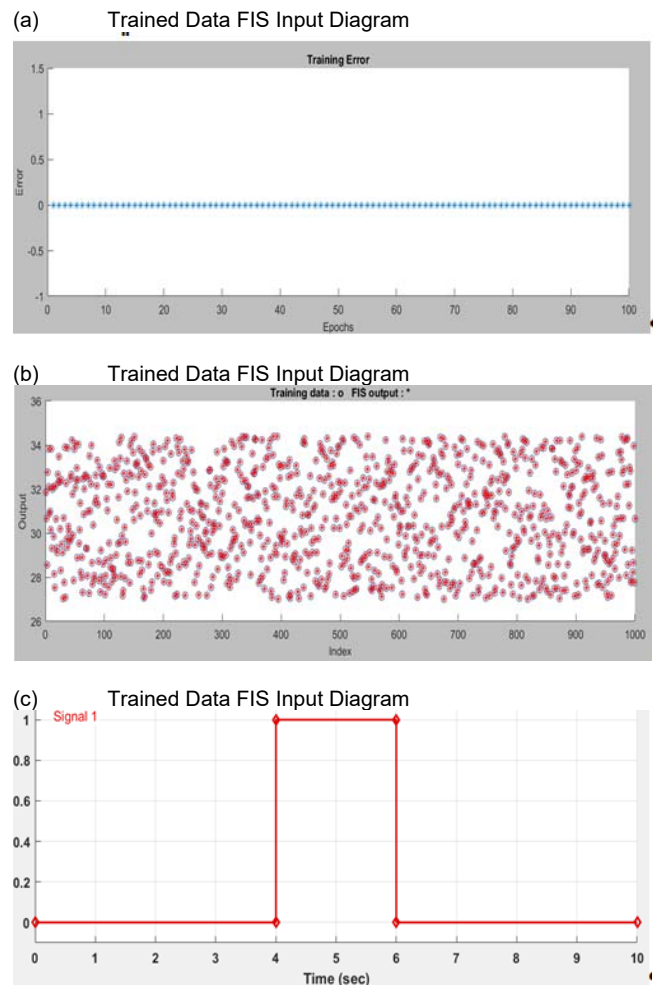 (a) Trained Data FIS Input Diagram
Training Error
1.5
1
0.5
0
-0.5
-1
Error
0 10 20 30 40 50 60 70 80 90 100
Epochs
(b) Trained Data FIS Input Diagram
Training data : o FIS output : *
36
34
32
30
28
26
Output
0 100 200 300 400 500 600 700 800 900 1000
Index
(c) Trained Data FIS Input Diagram
Signal 1
1
0.8
0.6
0.4
0.2
0
0 1 2 3 4 5 6 7 8 9 10
Time (sec)